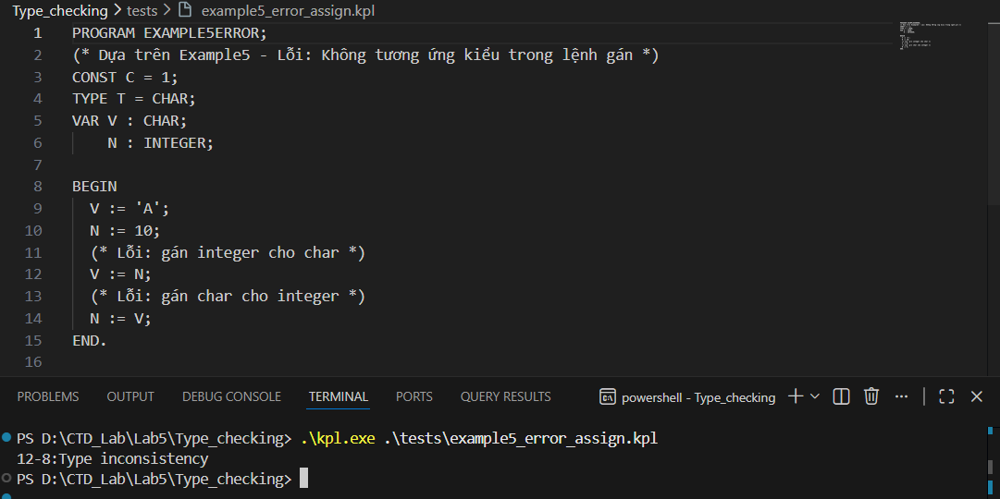 Type_checking > tests > example5_error_assign.kpl
1 PROGRAM EXAMPLE5ERROR;
2 (* Dựa trên Example5 - Lỗi: Không tương ứng kiểu trong lệnh gán *)
3 CONST C = 1;
4 TYPE T = CHAR;
5 VAR V : CHAR;
6 N : INTEGER;
7
8 BEGIN
9 V := 'A';
10 N := 10;
11 (* Lỗi: gán integer cho char *)
12 V := N;
13 (* Lỗi: gán char cho integer *)
14 N := V;
15 END.
16
PROBLEMS OUTPUT DEBUG CONSOLE TERMINAL PORTS QUERY RESULTS powershell - Type_checking
PS D:\CTD_Lab\Lab5\Type_checking> .\kpl.exe .\tests\example5_error_assign.kpl
12-8:Type inconsistency
PS D:\CTD_Lab\Lab5\Type_checking>